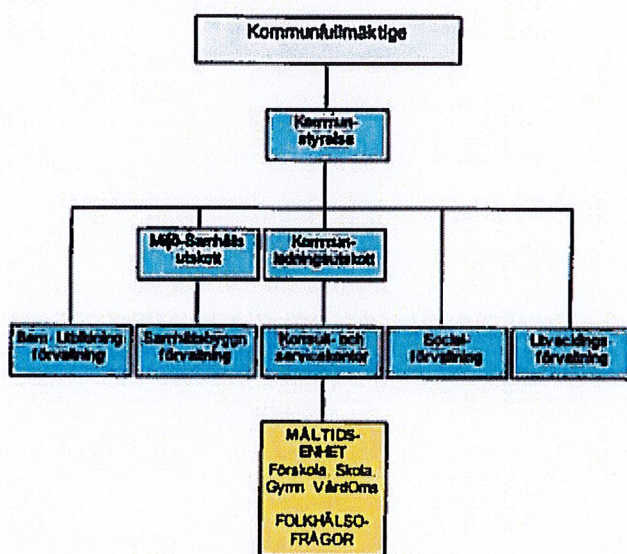 Kommunfullmäktige
Kommun-
styrelse
Miljö-Samhälls
utskott
Kommun-
ledningsutskott
Barn Utbildning
förvaltning
Samhällsbyggn
förvaltning
Konsult- och
servicekontor
Social-
förvaltning
Utvecklings
förvaltning
MÅLTIDS-
ENHET
Förskola, Skola,
Gymn. VårdOms
FOLKHÄLSO-
FRÅGOR